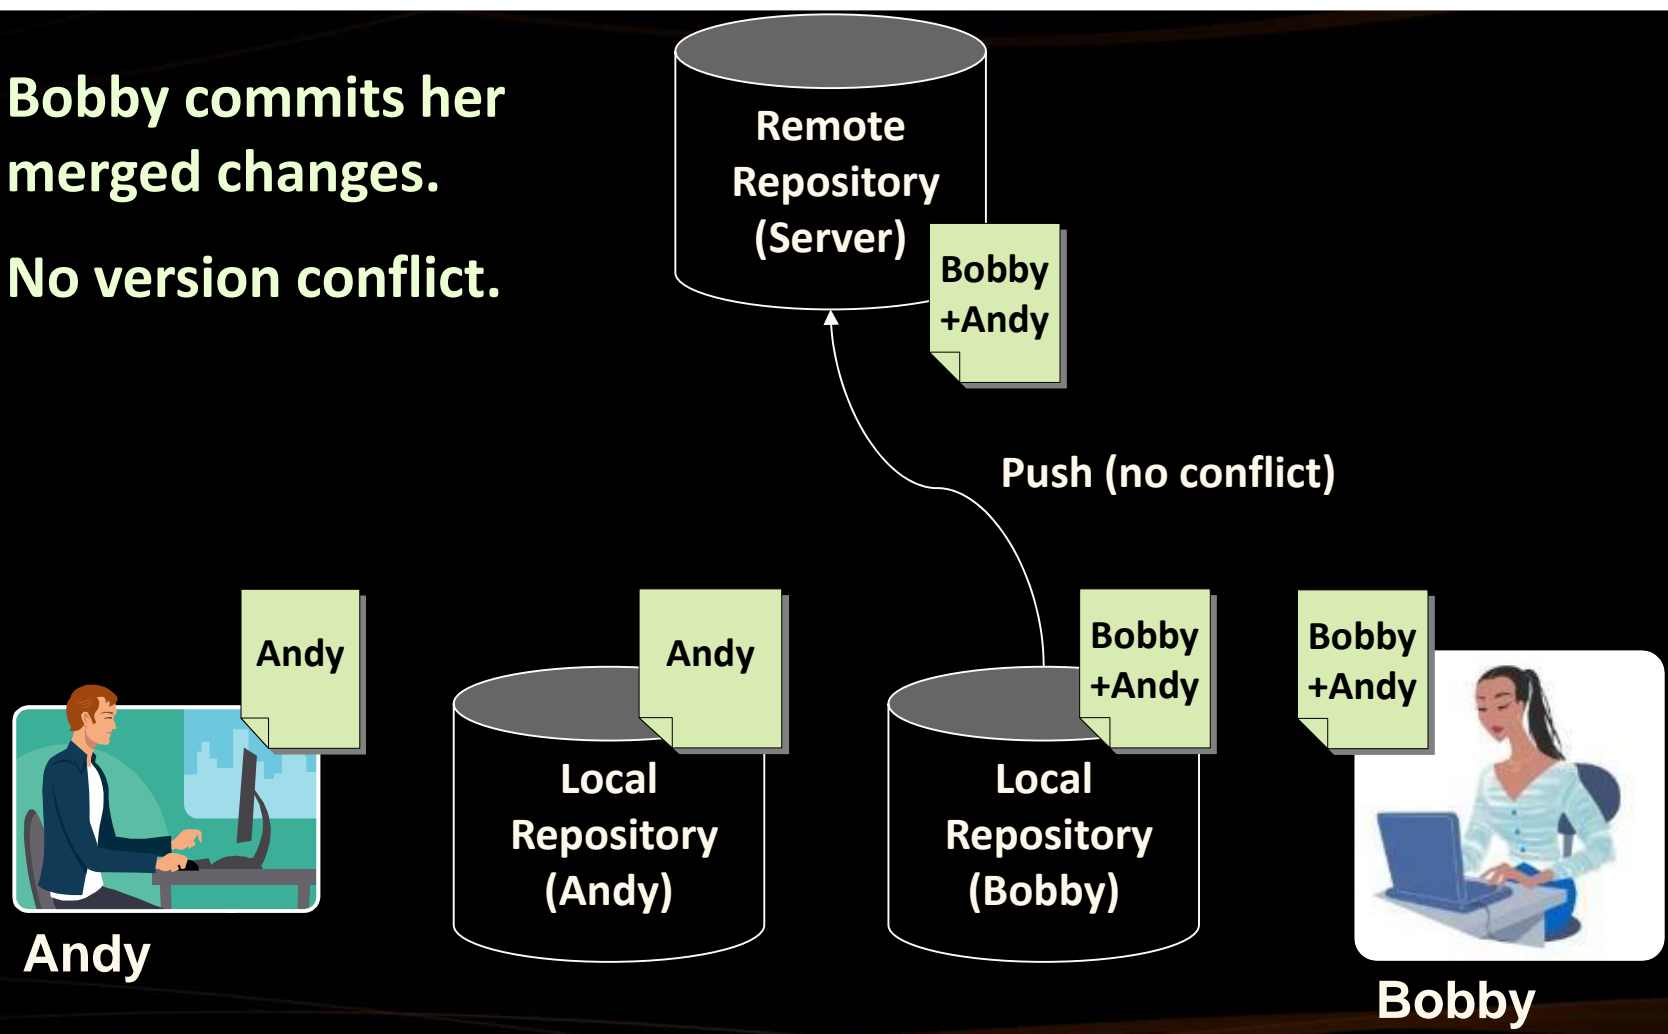 Bobby commits her
merged changes.
No version conflict.
Remote
Repository
(Server)
Bobby
+Andy
Push (no conflict)
Andy
Andy
Bobby
+Andy
Bobby
+Andy
Local
Repository
(Andy)
Local
Repository
(Bobby)
Andy
Bobby